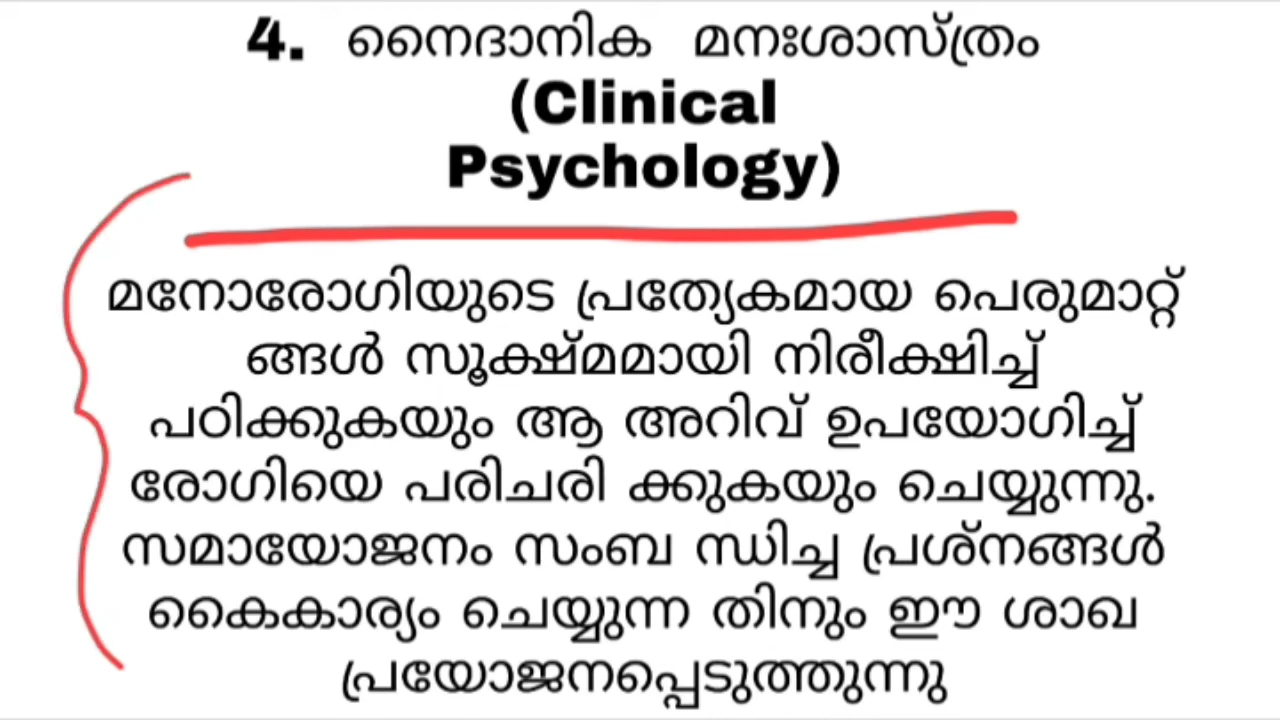 4. നൈദാനിക മനഃശാസ്ത്രം
(Clinical
Psychology)
മനോരോഗിയുടെ പ്രത്യേകമായ പെരുമാറ്റ്
ങ്ങൾ സൂക്ഷ്മമായി നിരീക്ഷിച്ച്
പഠിക്കുകയും ആ അറിവ് ഉപയോഗിച്ച്
രോഗിയെ പരിചരി ക്കുകയും ചെയ്യുന്നു.
സമായോജനം സംബ ന്ധിച്ച പ്രശ്നങ്ങൾ
കൈകാര്യം ചെയ്യുന്ന തിനും ഈ ശാഖ
പ്രയോജനപ്പെടുത്തുന്നു